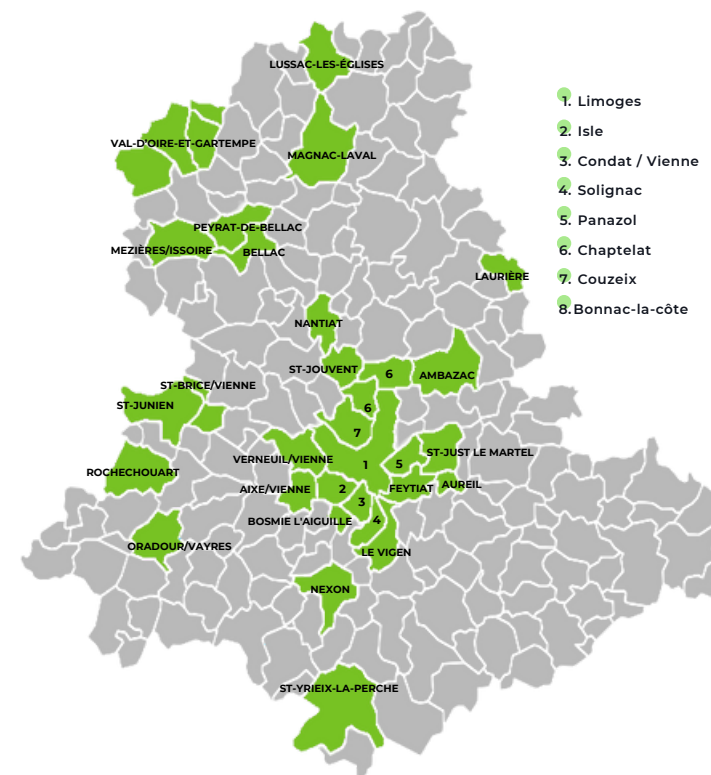 LUSSAC-LES-ÉGLISES
VAL-D'OIRE-ET-GARTEMPE
MAGNAC-LAVAL
PEYRAT-DE-BELLAC
MEZIÈRES/ISSOIRE
BELLAC
LAURIÈRE
NANTIAT
ST-JOUVENT
6
AMBAZAC
ST-BRICE/VIENNE
ST-JUNIEN
6
7
VERNEUIL/VIENNE
ST-JUST LE MARTEL
1
5
ROCHECHOUART
AIXE/VIENNE
2
FEYTIAT
AUREIL
3
BOSMIE L'AIGUILLE
4
ORADOUR/VAYRES
LE VIGEN
NEXON
ST-YRIEIX-LA-PERCHE
1. Limoges
2. Isle
3. Condat / Vienne
4. Solignac
5. Panazol
6. Chaptelat
7. Couzeix
8.Bonnac-la-côte